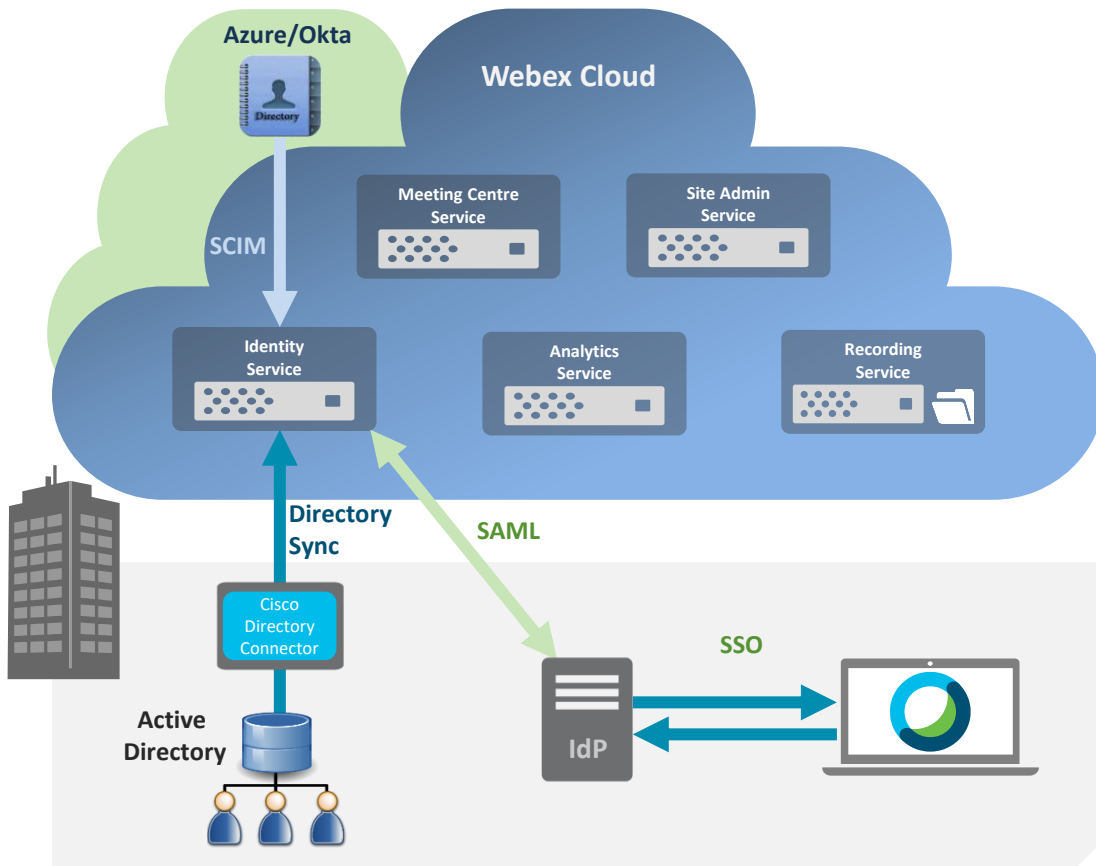 Azure/Okta
Directory
Webex Cloud
Meeting Centre
Service
Site Admin
Service
SCIM
Identity
Service
Analytics
Service
Recording
Service
Directory
Sync
SAML
Cisco
Directory
Connector
SSO
Active
Directory
IdP